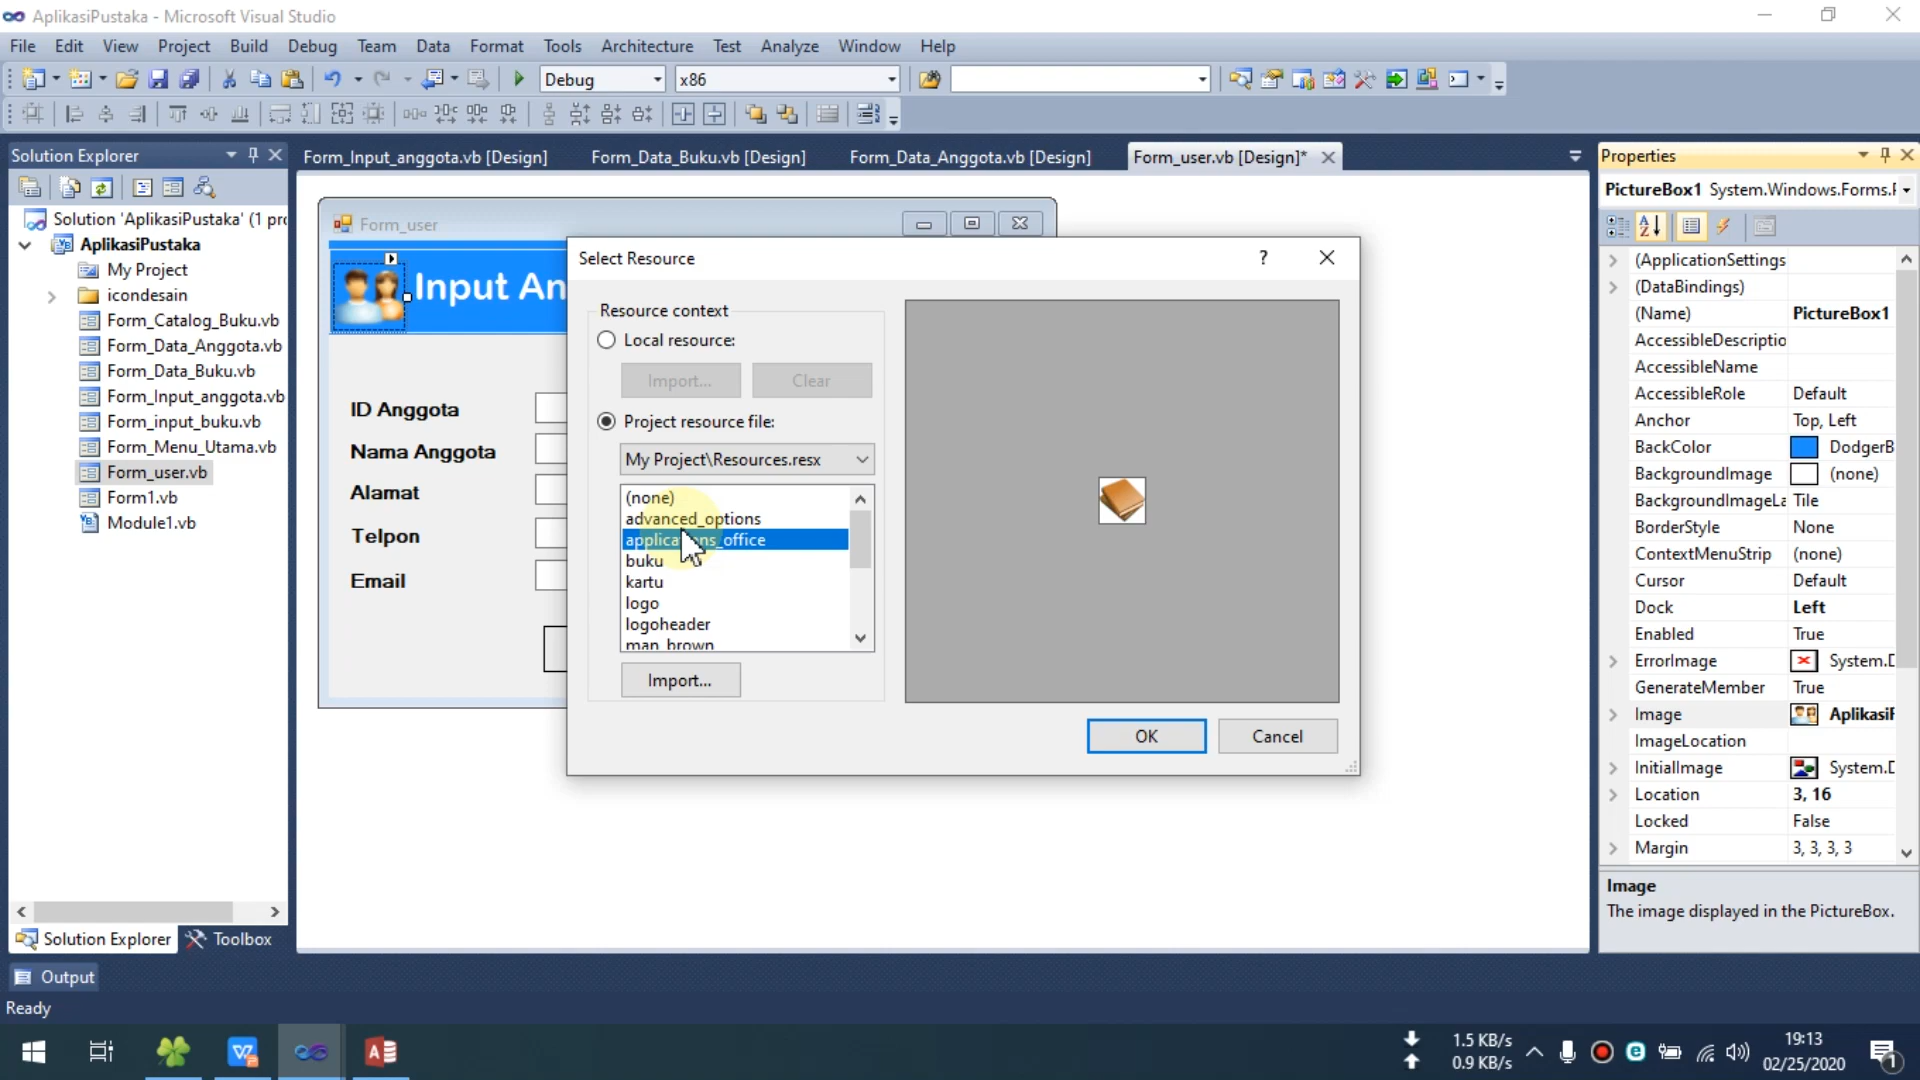 AplikasiPustaka - Microsoft Visual Studio
File Edit View Project Build Debug Team Data Format Tools Architecture Test Analyze Window Help
Debug x86
Solution Explorer
Solution 'AplikasiPustaka' (1 pr
AplikasiPustaka
My Project
icondesain
Form_Catalog_Buku.vb
Form_Data_Anggota.vb
Form_Data_Buku.vb
Form_Input_anggota.vb
Form_input_buku.vb
Form_Menu_Utama.vb
Form_user.vb
Form1.vb
Module1.vb
Solution Explorer Toolbox
Form_Input_anggota.vb [Design] Form_Data_Buku.vb [Design] Form_Data_Anggota.vb [Design] Form_user.vb [Design]*
Form_user
Input An
ID Anggota
Nama Anggota
Alamat
Telpon
Email
Select Resource
?
Resource context
Local resource:
Import... Clear
Project resource file:
My Project\Resources.resx
(none)
advanced_options
applications_office
buku
kartu
logo
logoheader
man_brown
Import...
OK Cancel
Properties
PictureBox1 System.Windows.Forms.
(ApplicationSettings
(DataBindings)
(Name) PictureBox1
AccessibleDescriptio
AccessibleName
AccessibleRole Default
Anchor Top, Left
BackColor DodgerB
BackgroundImage (none)
BackgroundImageLa Tile
BorderStyle None
ContextMenuStrip (none)
Cursor Default
Dock Left
Enabled True
ErrorImage System.D
GenerateMember True
Image Aplikasi
ImageLocation
InitialImage System.D
Location 3, 16
Locked False
Margin 3, 3, 3, 3
Image
The image displayed in the PictureBox.
Output
Ready
1.5 KB/s
0.9 KB/s
19:13
02/25/2020
1